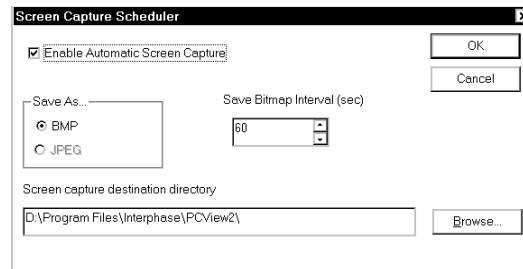 Screen Capture Scheduler
Enable Automatic Screen Capture
OK
Cancel
Save As...
BMP
JPEG
Save Bitmap Interval (sec)
60
Screen capture destination directory
D:\Program Files\Interphase\PCView2\
Browse...